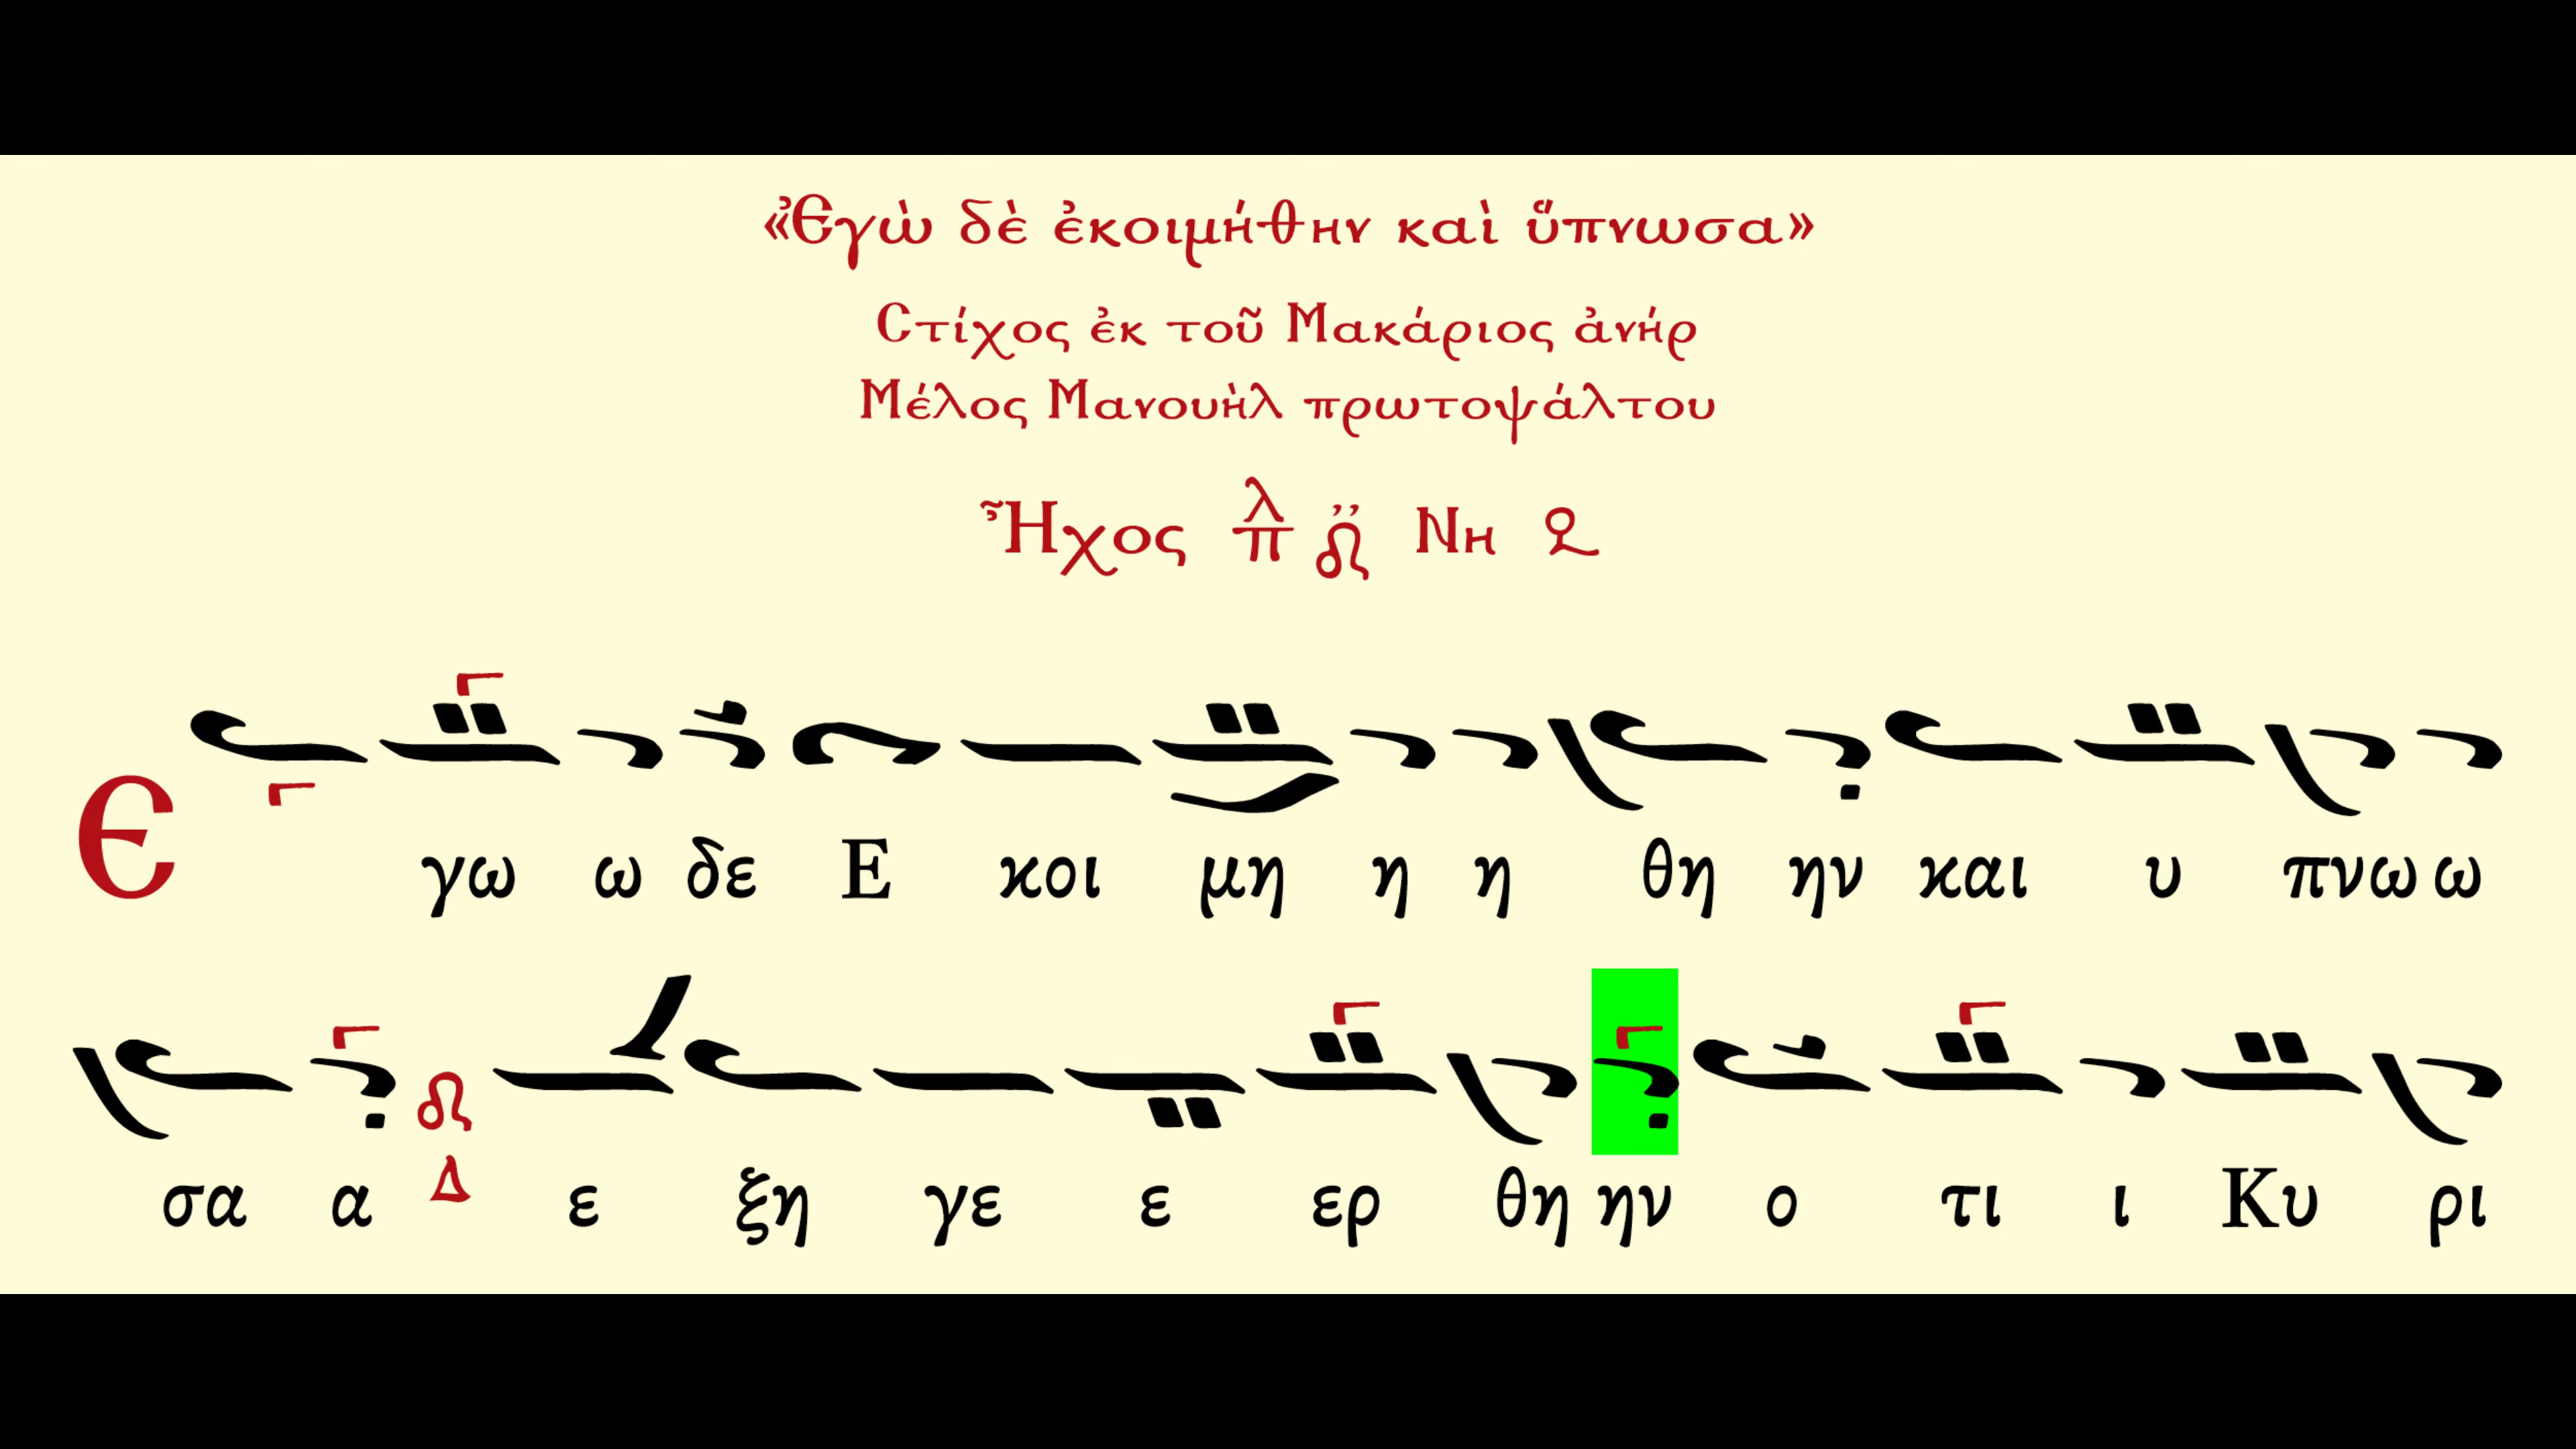 «Ἐγὼ δὲ ἐκοιμήθην καὶ ὕπνωσα»
Στίχος ἐκ τοῦ Μακάριος ἀνήρ
Μέλος Μανουὴλ πρωτοψάλτου
Ἦχος λ π Νη
Ε γω ω δε Ε κοι μη η η θη ην και υ πνω ω
σα α Δ ε ξη γε ε ερ θη ην ο τι ι Κυ ρι